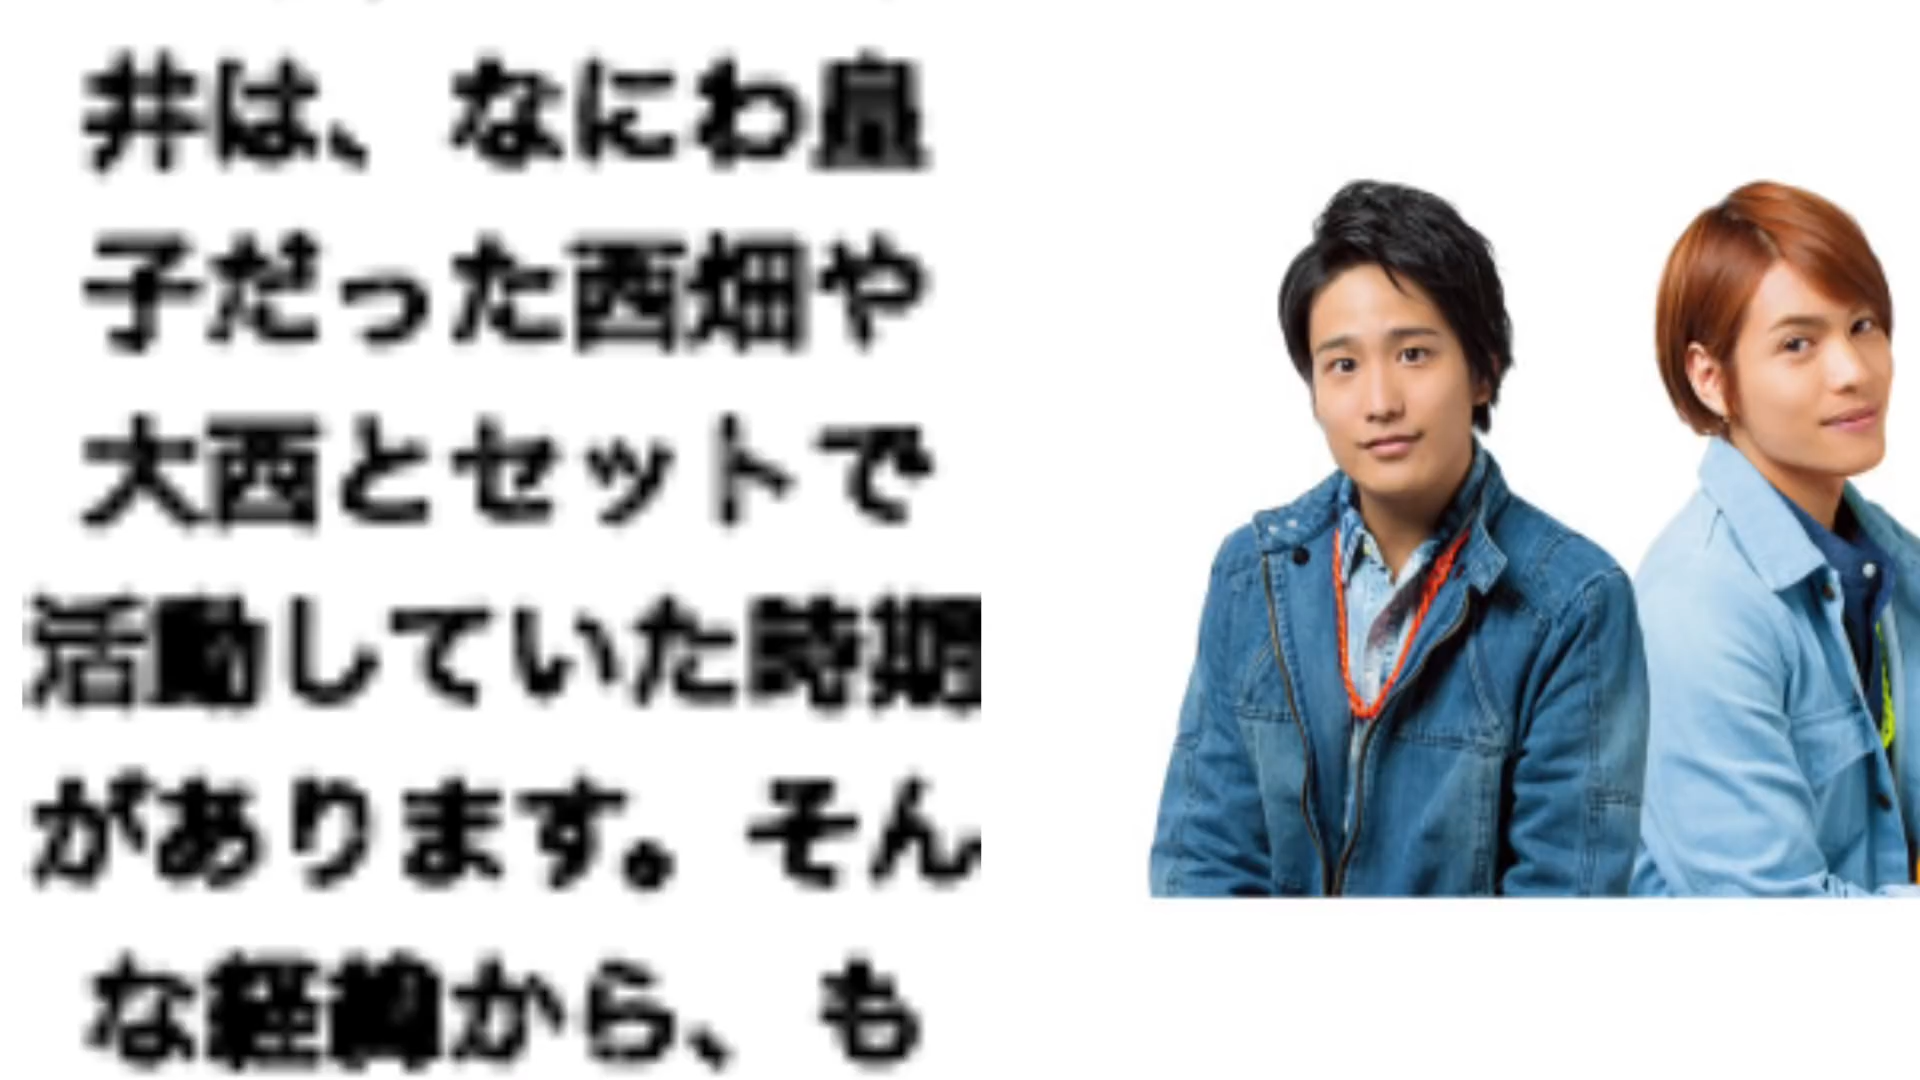 井は、なにわ皇
子だった西畑や
大西とセットで
活動していた時期
があります。そん
な経緯から、も